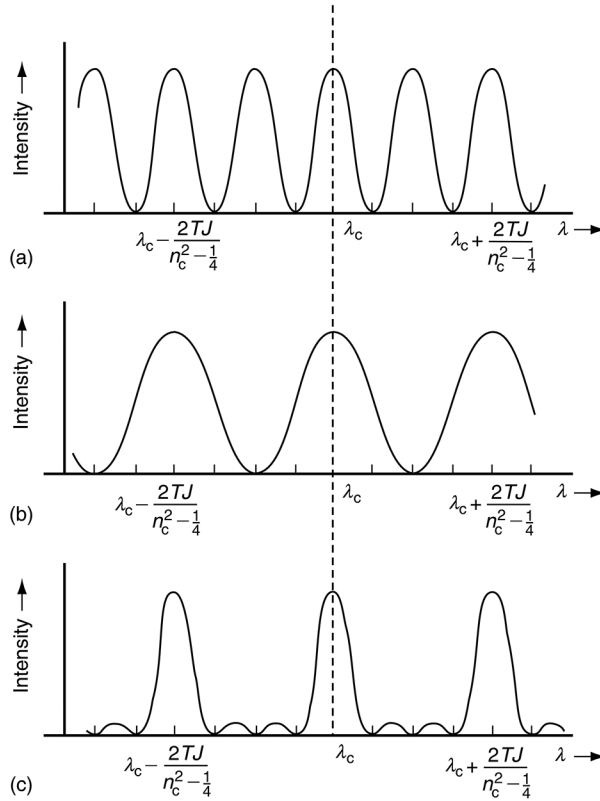 Intensity →
λc − 2TJ / nc² − 1/4    λc    λc + 2TJ / nc² − 1/4    λ →
(a)
Intensity →
λc − 2TJ / nc² − 1/4    λc    λc + 2TJ / nc² − 1/4    λ →
(b)
Intensity →
λc − 2TJ / nc² − 1/4    λc    λc + 2TJ / nc² − 1/4    λ →
(c)